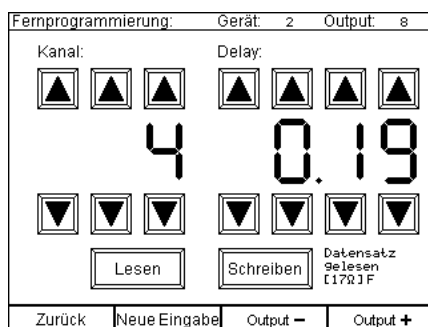 Fernprogrammierung: Gerät: 2 Output: 8
Kanal: Delay:
4 0.19
Lesen Schreiben
Datensatz
gelesen
[17Ω]F
Zurück Neue Eingabe Output − Output +